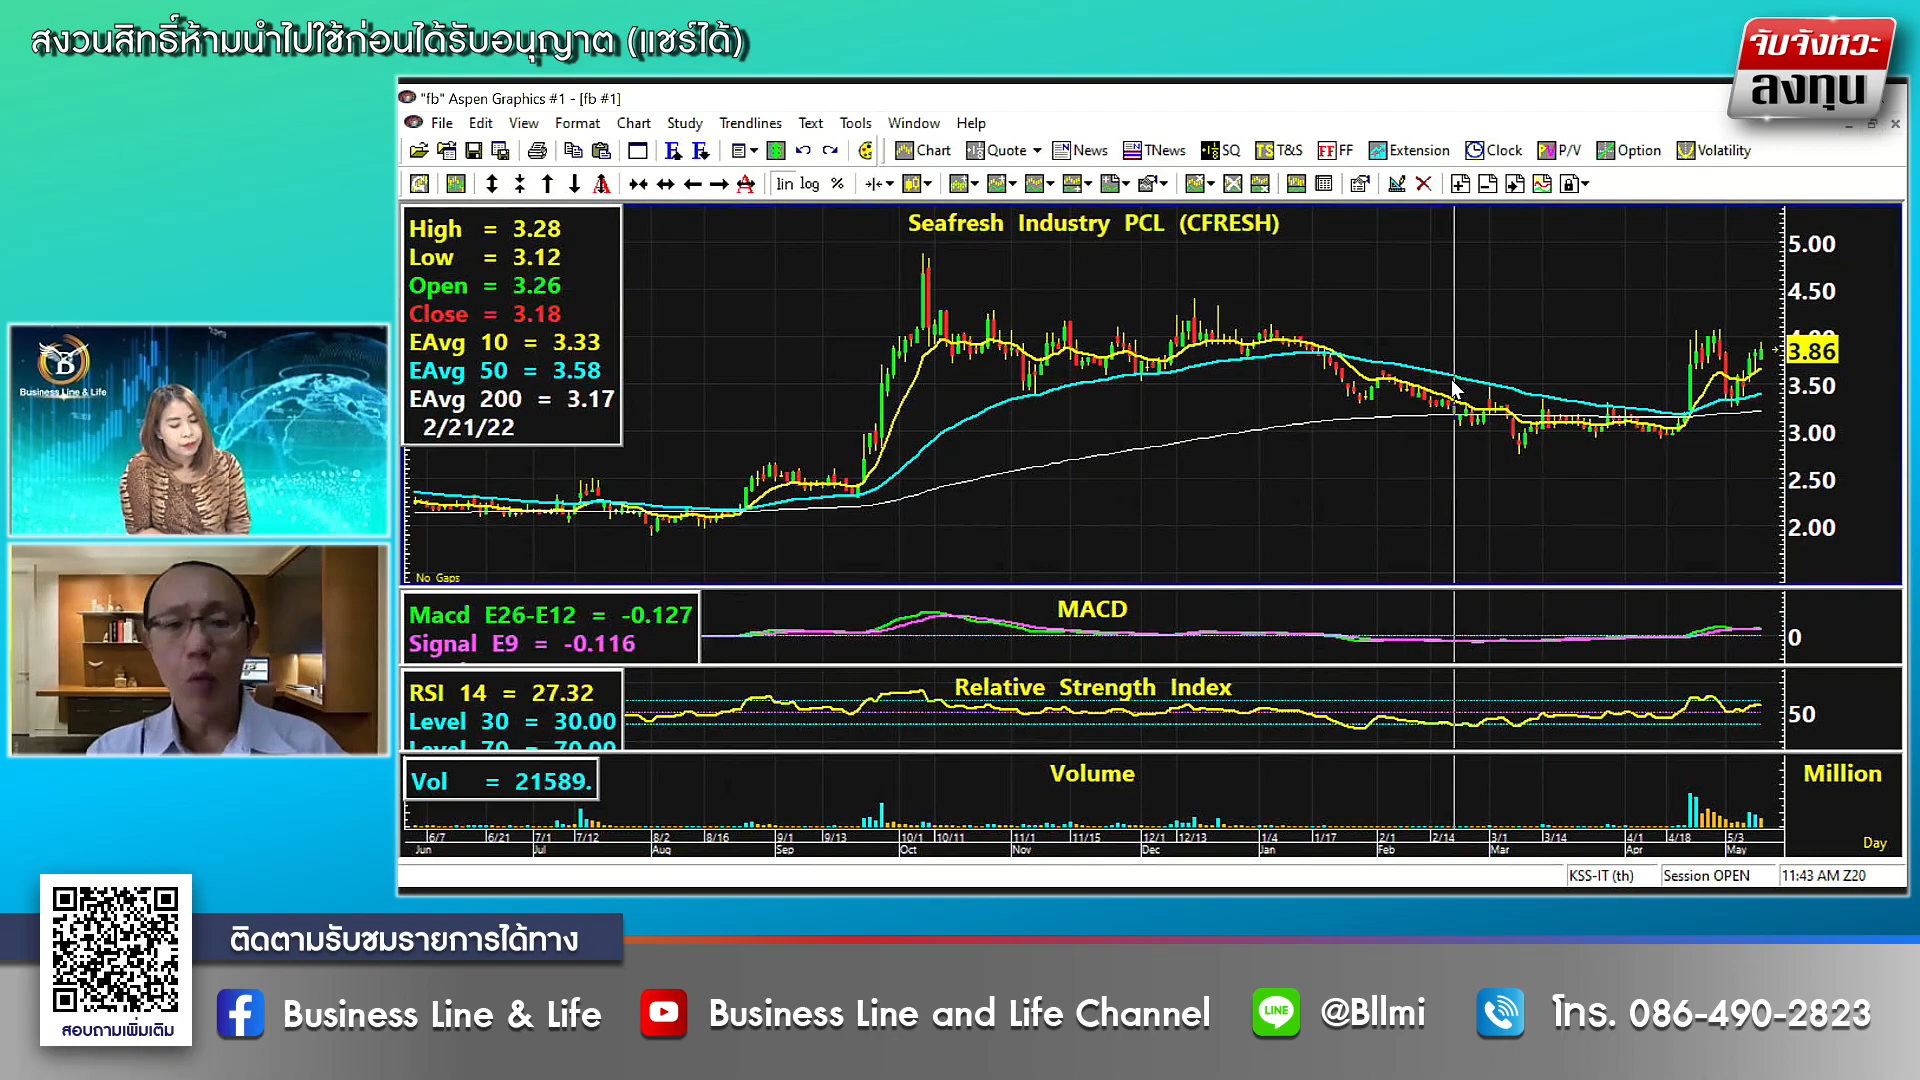 สงวนสิทธิ์ห้ามนำไปใช้ก่อนได้รับอนุญาต (แชร์ได้)
จับจังหวะ
ลงทุน
"fb" Aspen Graphics #1 - [fb #1]
File Edit View Format Chart Study Trendlines Text Tools Window Help
Chart Quote News TNews SQ T&S FF Extension Clock P/V Option Volatility
lin log %
Seafresh Industry PCL (CFRESH)
High = 3.28
Low = 3.12
Open = 3.26
Close = 3.18
EAvg 10 = 3.33
EAvg 50 = 3.58
EAvg 200 = 3.17
2/21/22
5.00
4.50
3.86
3.50
3.00
2.50
2.00
No Gaps
Business Line & Life
MACD
Macd E26-E12 = -0.127
Signal E9 = -0.116
0
Relative Strength Index
RSI 14 = 27.32
Level 30 = 30.00
Level 70 = 70.00
50
Volume
Million
Vol = 21589.
6/7 6/21 7/1 7/12 8/2 8/16 9/1 9/13 10/1 10/11 11/1 11/15 12/1 12/13 1/4 1/17 2/1 2/14 3/1 3/14 4/1 4/18 5/3
Jun Jul Aug Sep Oct Nov Dec Jan Feb Mar Apr May
Day
KSS-IT (th) Session OPEN 11:43 AM Z20
ติดตามรับชมรายการได้ทาง
สอบถามเพิ่มเติม
Business Line & Life
Business Line and Life Channel
LINE
@Bllmi
โทร. 086-490-2823